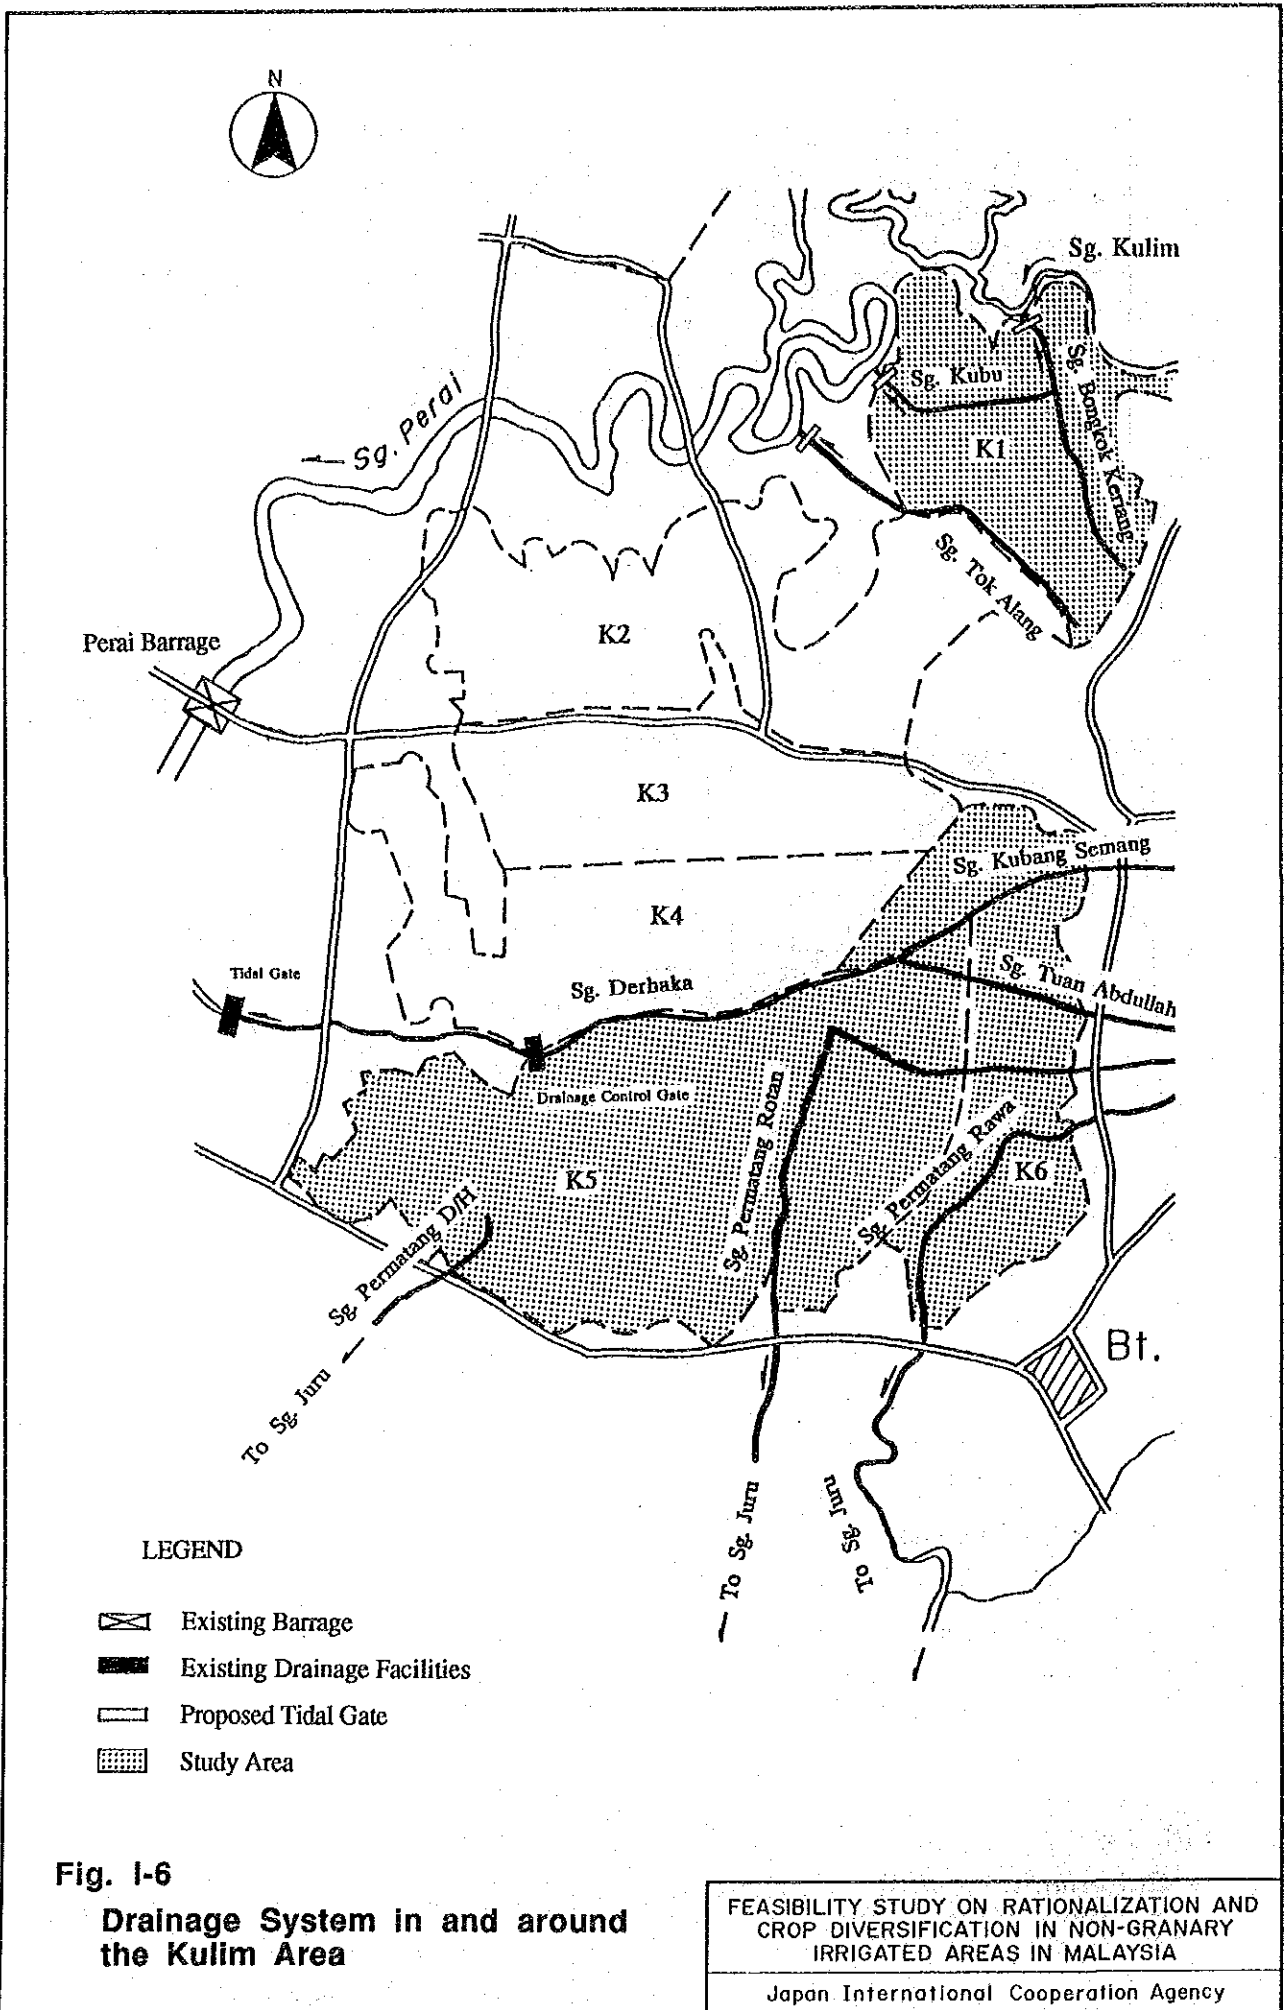 N
Sg. Kulim
Sg. Perai
Sg. Kubu
Sg. Bongkok Kemang
K1
Sg. Tok Alang
K2
Perai Barrage
K3
Sg. Kubang Semang
K4
Tidal Gate
Sg. Derhaka
Sg. Tuan Abdullah
Drainage Control Gate
Sg. Permatang Rotan
Sg. Permatang Rawa
K5
K6
Sg. Permatang D/H
Bt.
To Sg. Juru
To Sg. Juru
To Sg. Juru
LEGEND
Existing Barrage
Existing Drainage Facilities
Proposed Tidal Gate
Study Area
Fig. I-6
Drainage System in and around
the Kulim Area
FEASIBILITY STUDY ON RATIONALIZATION AND
CROP DIVERSIFICATION IN NON-GRANARY
IRRIGATED AREAS IN MALAYSIA
Japan International Cooperation Agency